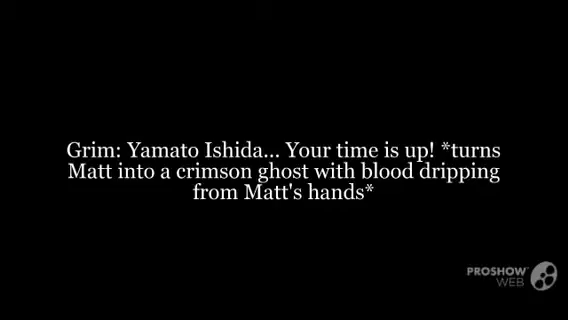 Grim: Yamato Ishida... Your time is up! *turns
Matt into a crimson ghost with blood dripping
from Matt's hands*
PROSHOW
WEB